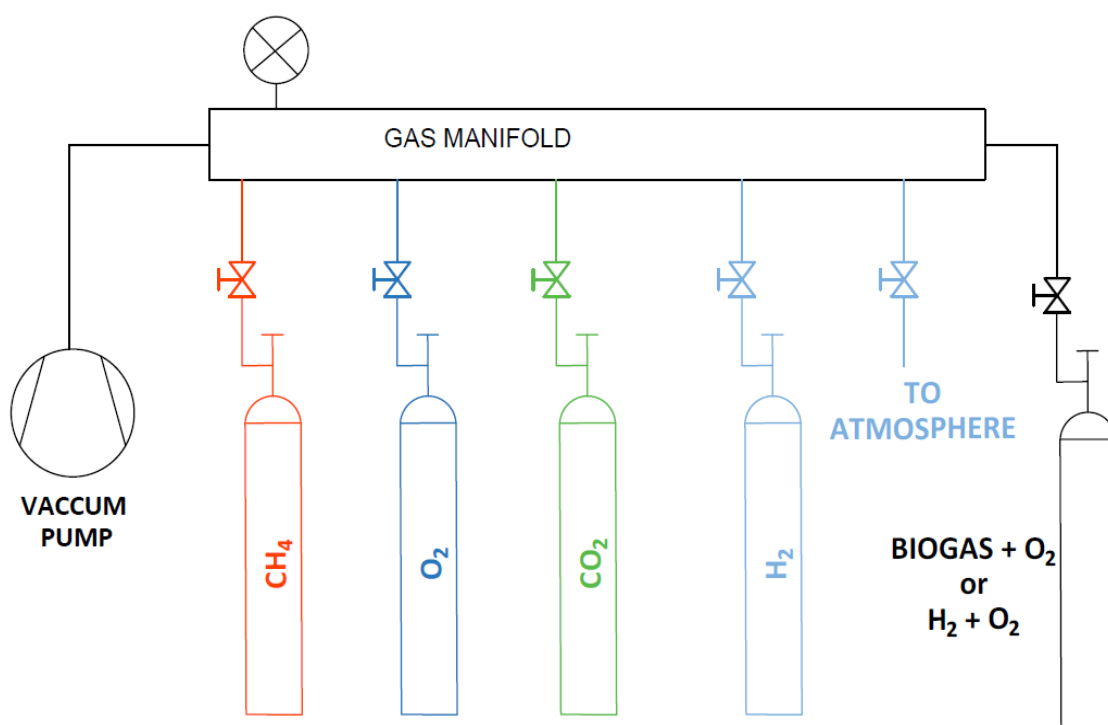 GAS MANIFOLD
TO
ATMOSPHERE
VACCUM
PUMP
CH₄
O₂
CO₂
H₂
BIOGAS + O₂
or
H₂ + O₂